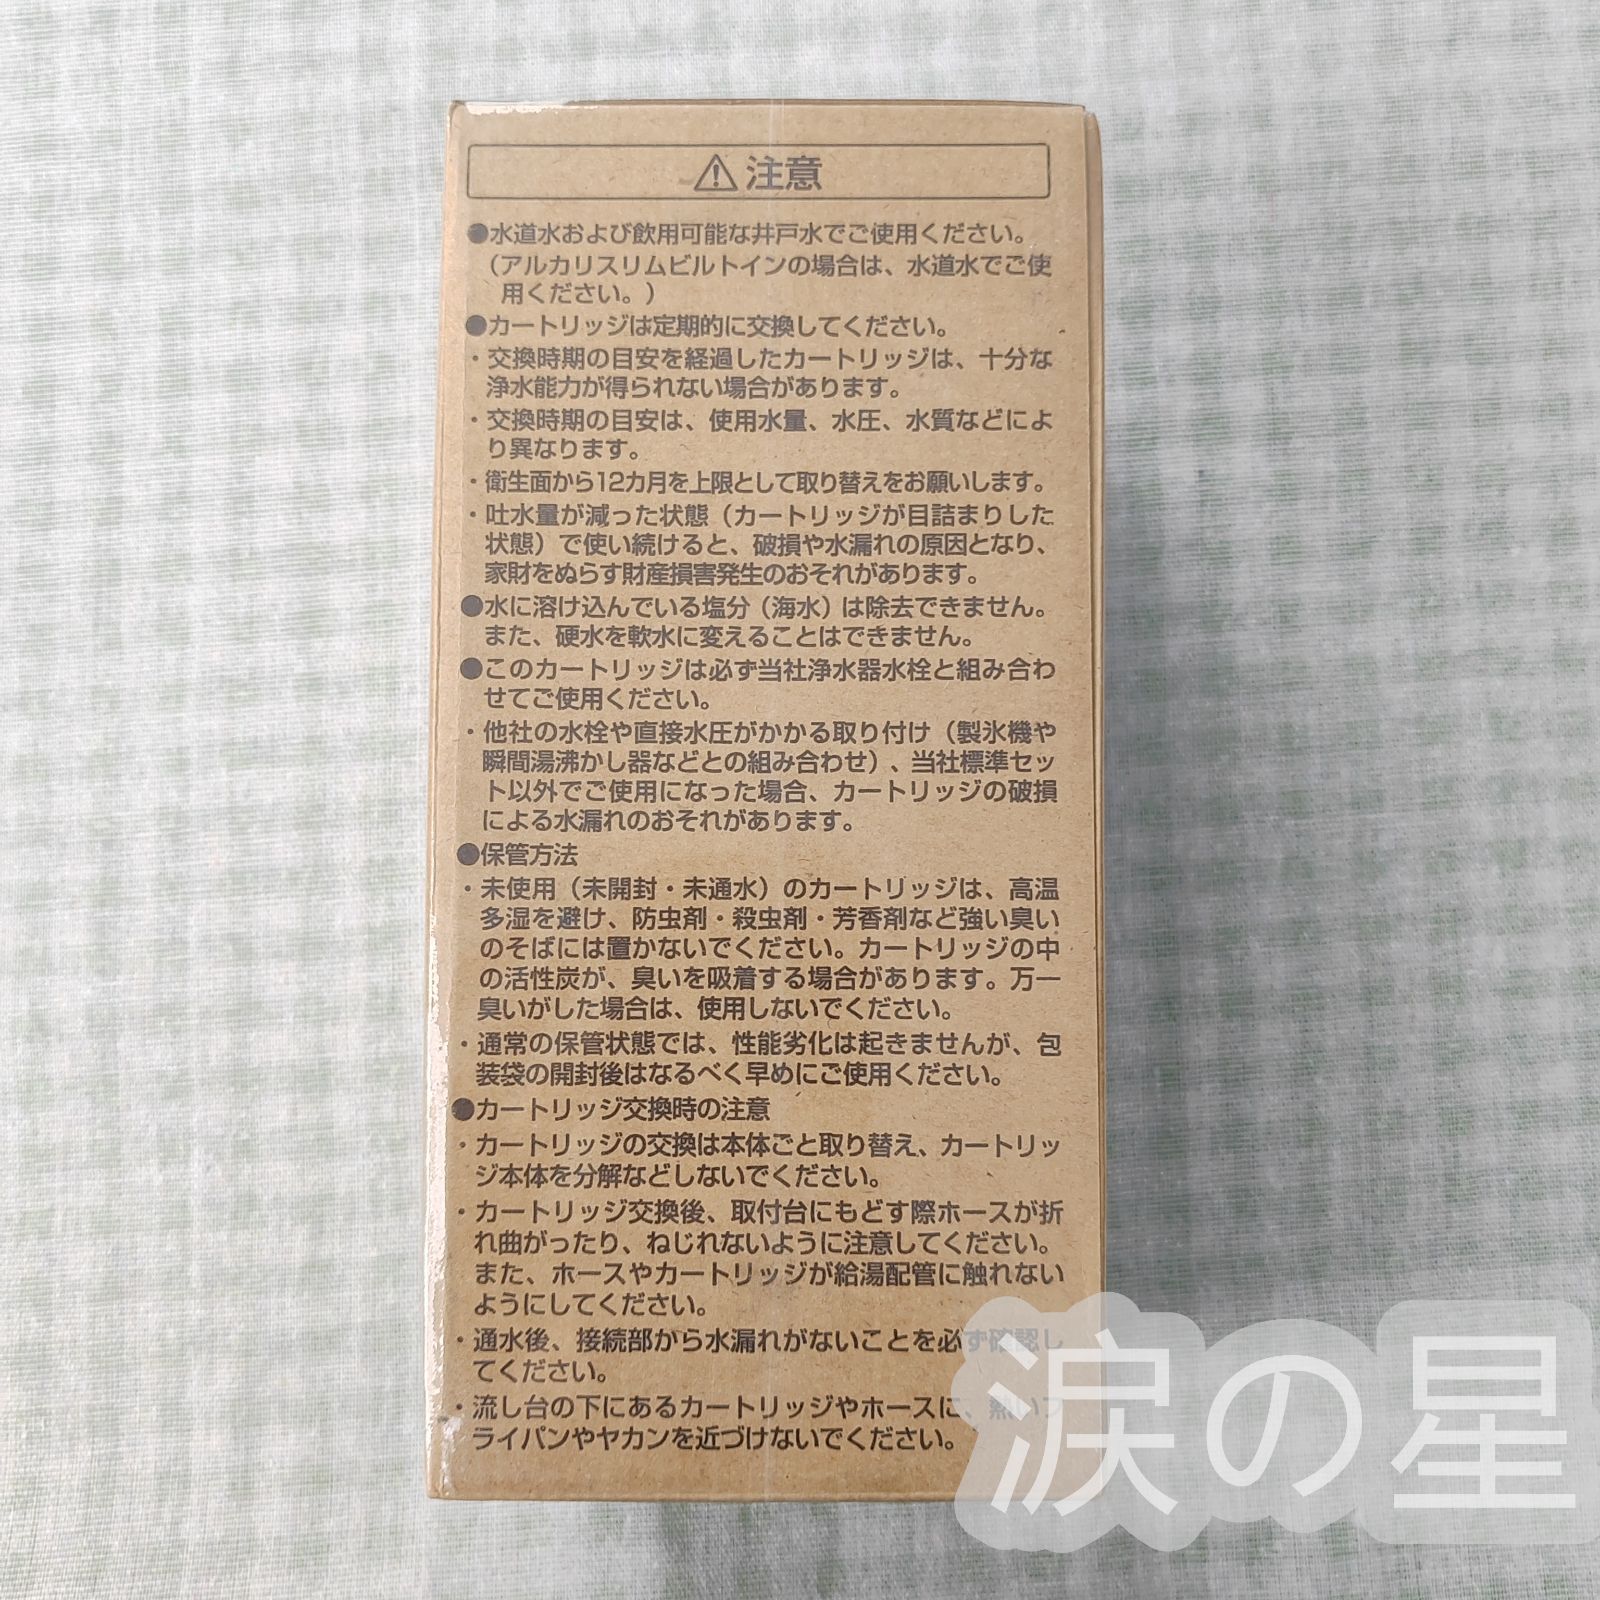 ⚠注意
●水道水および飲用可能な井戸水でご使用ください。
（アルカリスリムビルトインの場合は、水道水でご使
用ください。）
●カートリッジは定期的に交換してください。
・交換時期の目安を経過したカートリッジは、十分な
浄水能力が得られない場合があります。
・交換時期の目安は、使用水量、水圧、水質などによ
り異なります。
・衛生面から12カ月を上限として取り替えをお願いします。
・吐水量が減った状態（カートリッジが目詰まりした
状態）で使い続けると、破損や水漏れの原因となり、
家財をぬらす財産損害発生のおそれがあります。
●水に溶け込んでいる塩分（海水）は除去できません。
また、硬水を軟水に変えることはできません。
●このカートリッジは必ず当社浄水器水栓と組み合わ
せてご使用ください。
・他社の水栓や直接水圧がかかる取り付け（製氷機や
瞬間湯沸かし器などとの組み合わせ）、当社標準セッ
ト以外でご使用になった場合、カートリッジの破損
による水漏れのおそれがあります。
●保管方法
・未使用（未開封・未通水）のカートリッジは、高温
多湿を避け、防虫剤・殺虫剤・芳香剤など強い臭い
のそばには置かないでください。カートリッジの中
の活性炭が、臭いを吸着する場合があります。万一
臭いがした場合は、使用しないでください。
・通常の保管状態では、性能劣化は起きませんが、包
装袋の開封後はなるべく早めにご使用ください。
●カートリッジ交換時の注意
・カートリッジの交換は本体ごと取り替え、カートリッ
ジ本体を分解などしないでください。
・カートリッジ交換後、取付台にもどす際ホースが折
れ曲がったり、ねじれないように注意してください。
また、ホースやカートリッジが給湯配管に触れない
ようにしてください。
・通水後、接続部から水漏れがないことを必ず確認し
てください。
・流し台の下にあるカートリッジやホースに、熱いフ
ライパンやヤカンを近づけないでください。
涙の星